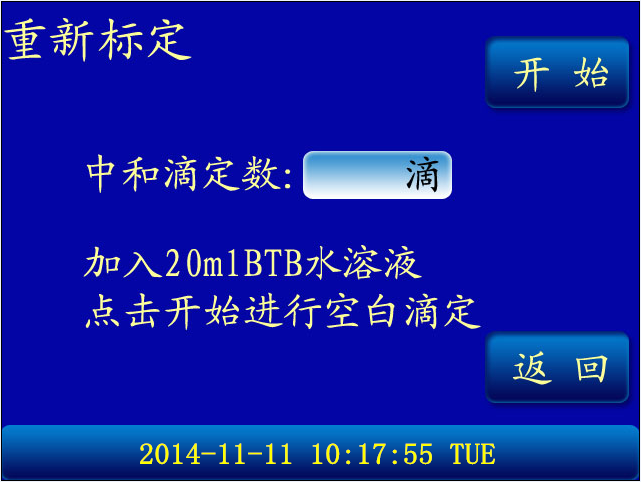 重新标定
开 始
中和滴定数: 滴
加入20mlBTB水溶液
点击开始进行空白滴定
返 回
2014-11-11 10:17:55 TUE